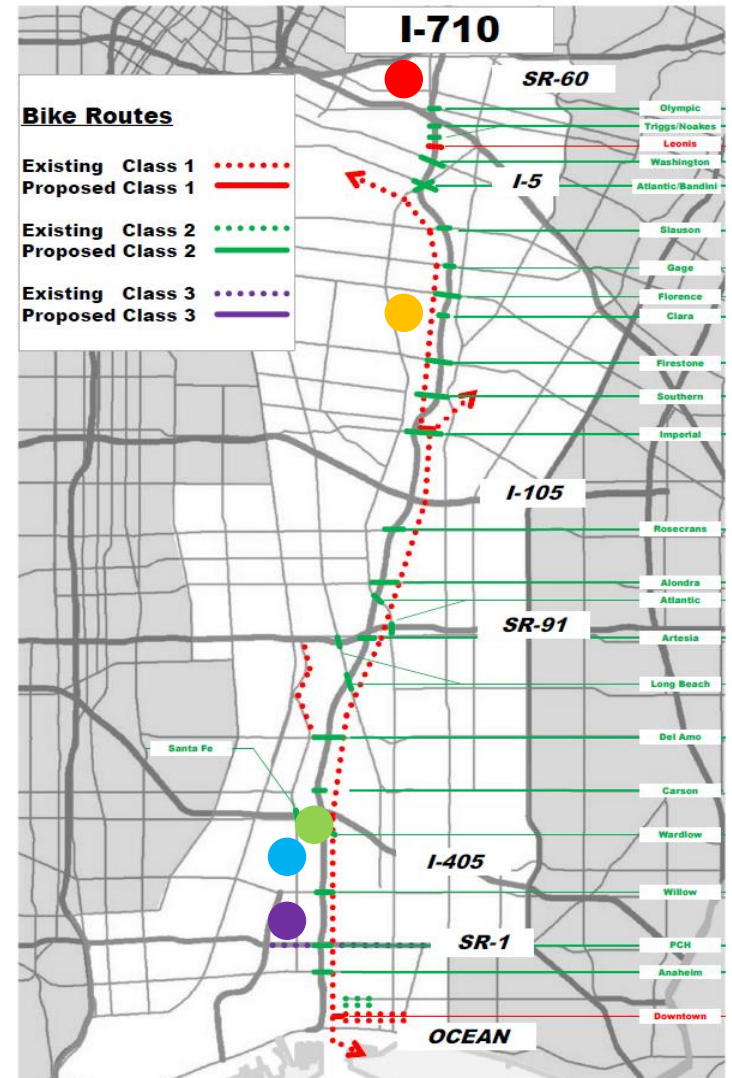 I-710
SR-60
Bike Routes
Existing Class 1
Proposed Class 1
Existing Class 2
Proposed Class 2
Existing Class 3
Proposed Class 3
Olympic
Triggs/Noakes
Leonis
Washington
I-5
Atlantic/Bandini
Slauson
Gage
Florence
Clara
Firestone
Southern
Imperial
I-105
Rosecrans
Alondra
Atlantic
SR-91
Artesia
Long Beach
Del Amo
Santa Fe
Carson
Wardlow
I-405
Willow
SR-1
PCH
Anaheim
Downtown
OCEAN